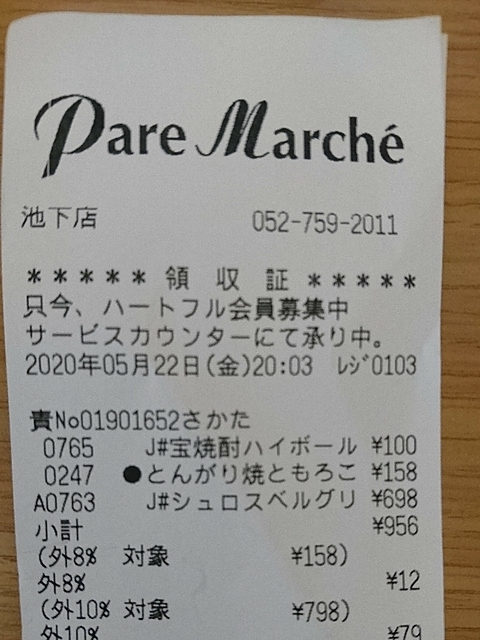 Pare Marché
池下店 052-759-2011
***** 領 収 証 *****
只今、ハートフル会員募集中
サービスカウンターにて承り中。
2020年05月22日(金)20:03 ﾚｼﾞ0103
責No01901652さかた
0765 J#宝焼酎ハイボール ¥100
0247 ●とんがり焼ともろこ ¥158
A0763 J#シュロスベルグリ ¥698
小計 ¥956
(外8% 対象 ¥158)
外8% ¥12
(外10% 対象 ¥798)
外10% ¥79